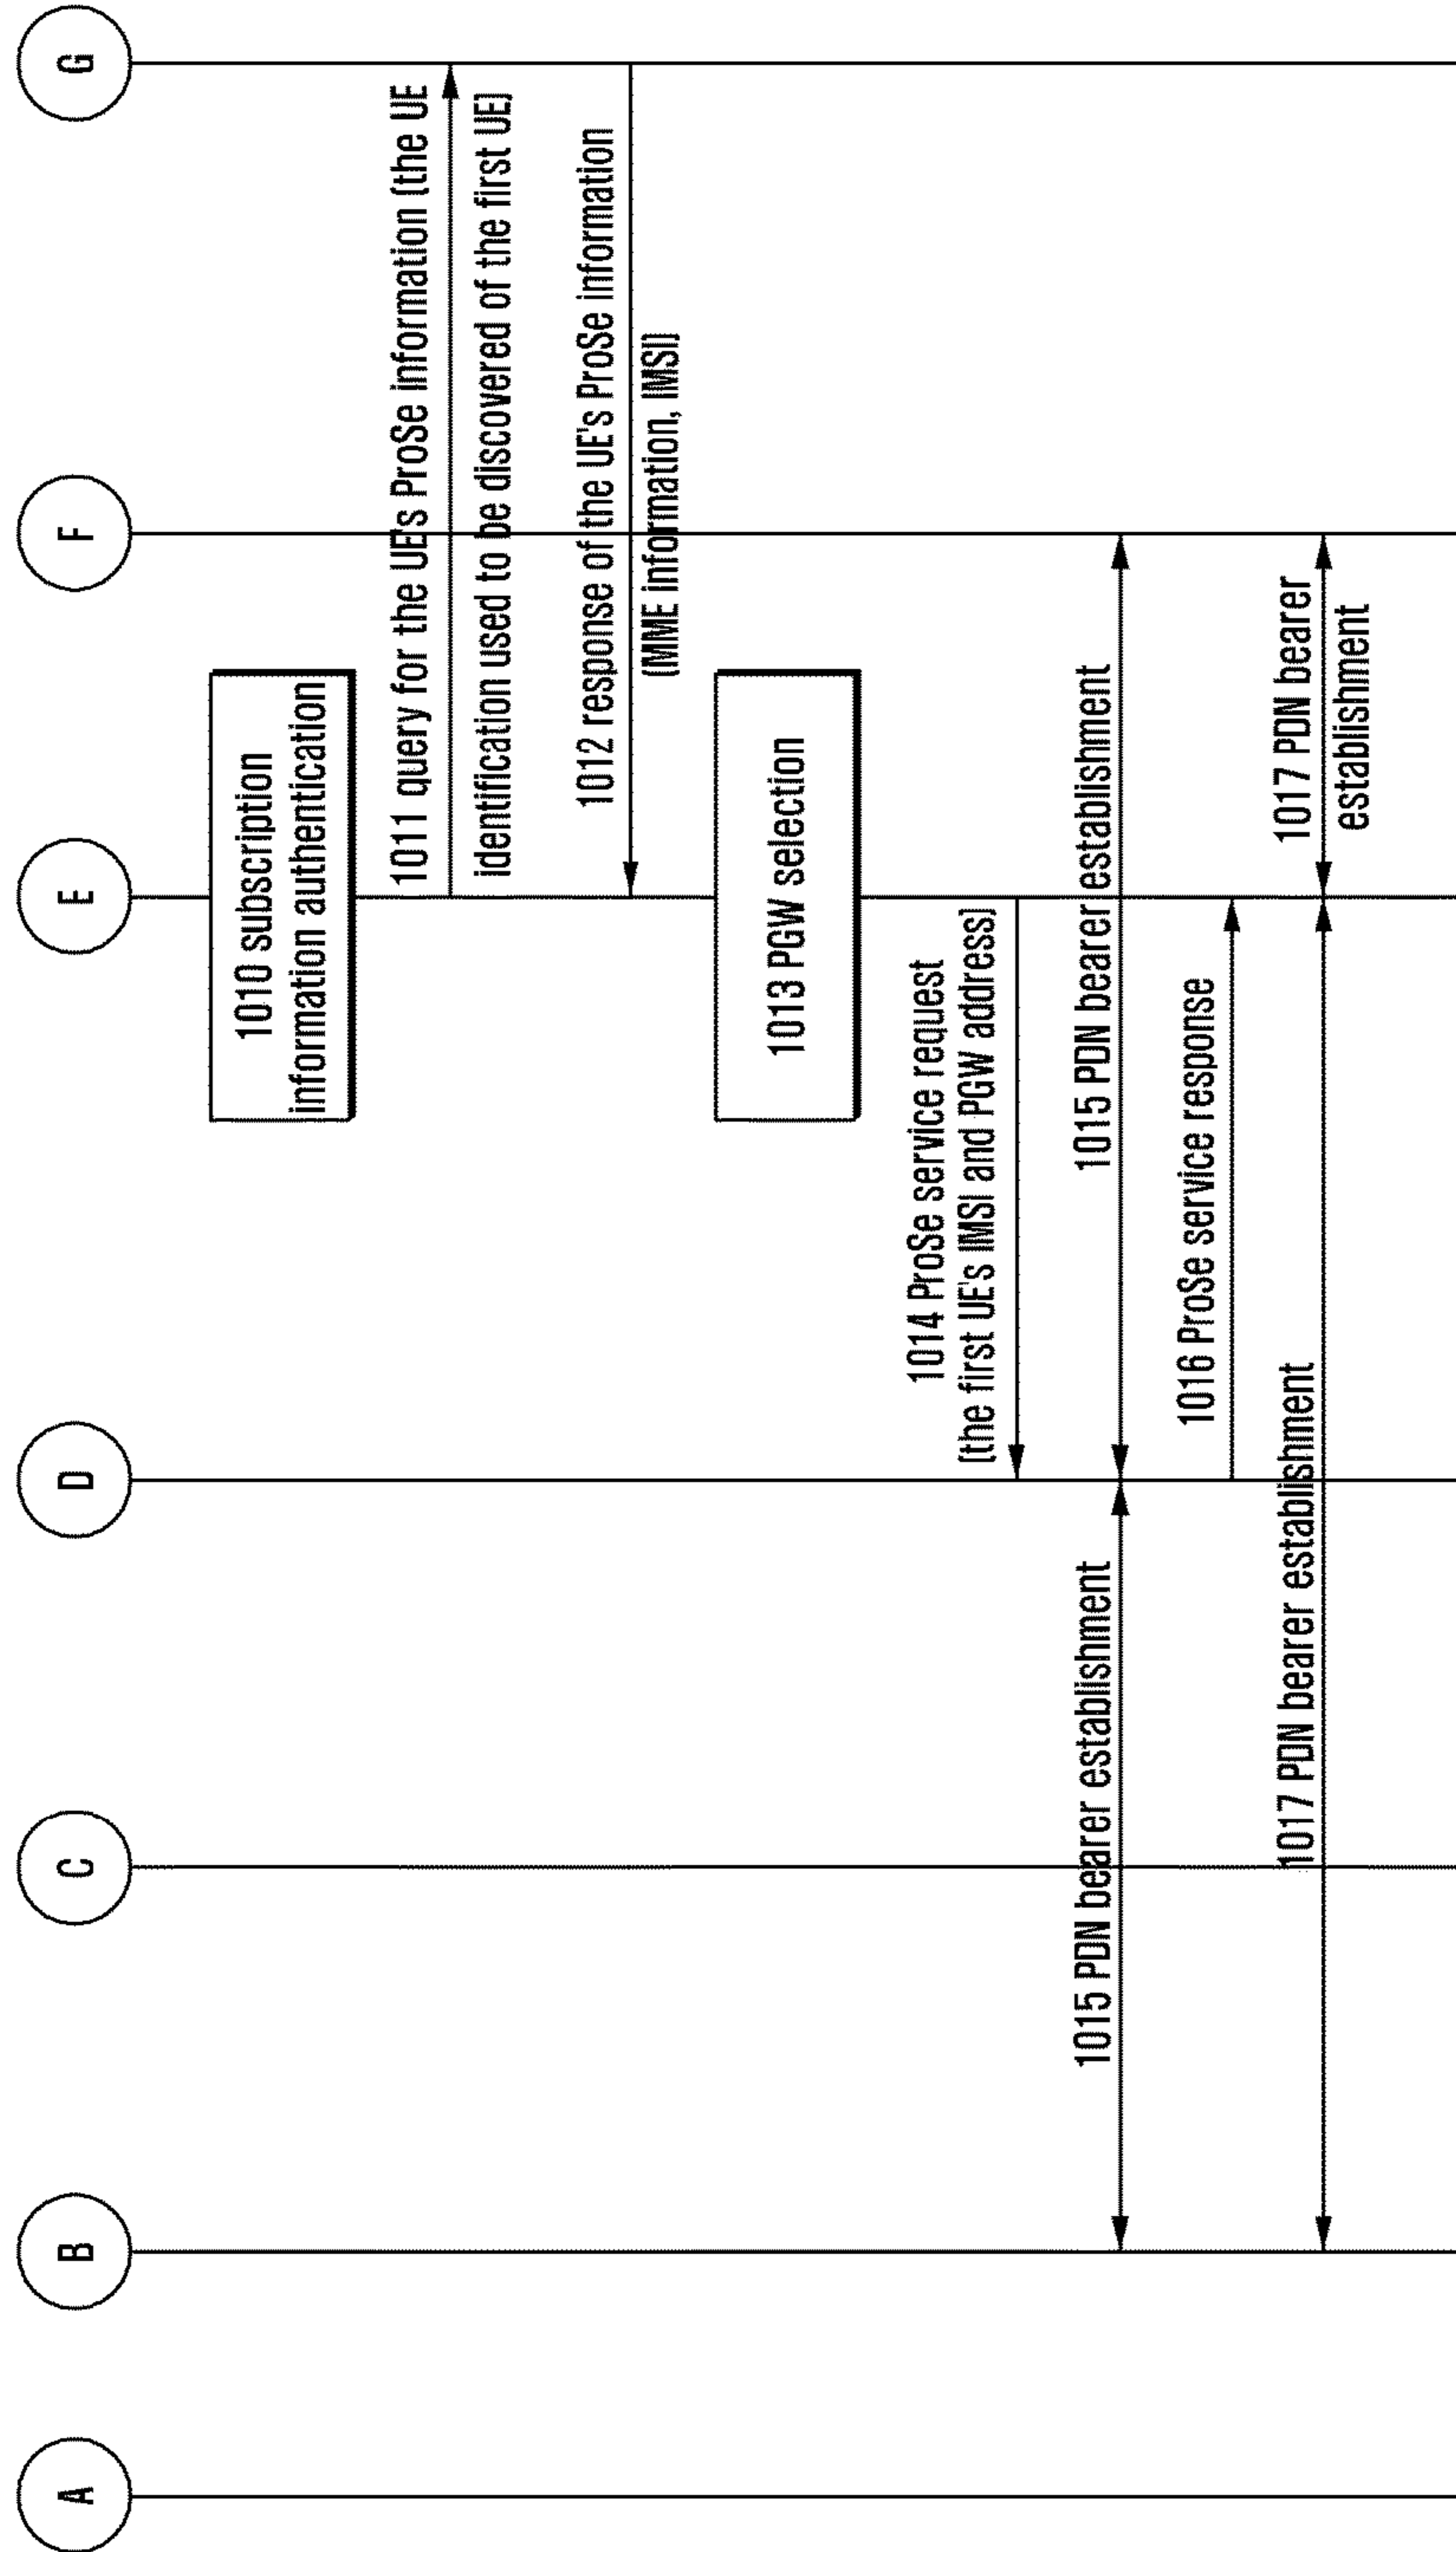 A
B
C
D
E
F
G
1010 subscription
information authentication
1011 query for the UE's ProSe information (the UE
identification used to be discovered of the first UE)
1012 response of the UE's ProSe information
(MME information, IMSI)
1013 PGW selection
1014 ProSe service request
(the first UE's IMSI and PGW address)
1015 PDN bearer establishment
1015 PDN bearer establishment
1016 ProSe service response
1017 PDN bearer establishment
1017 PDN bearer
establishment